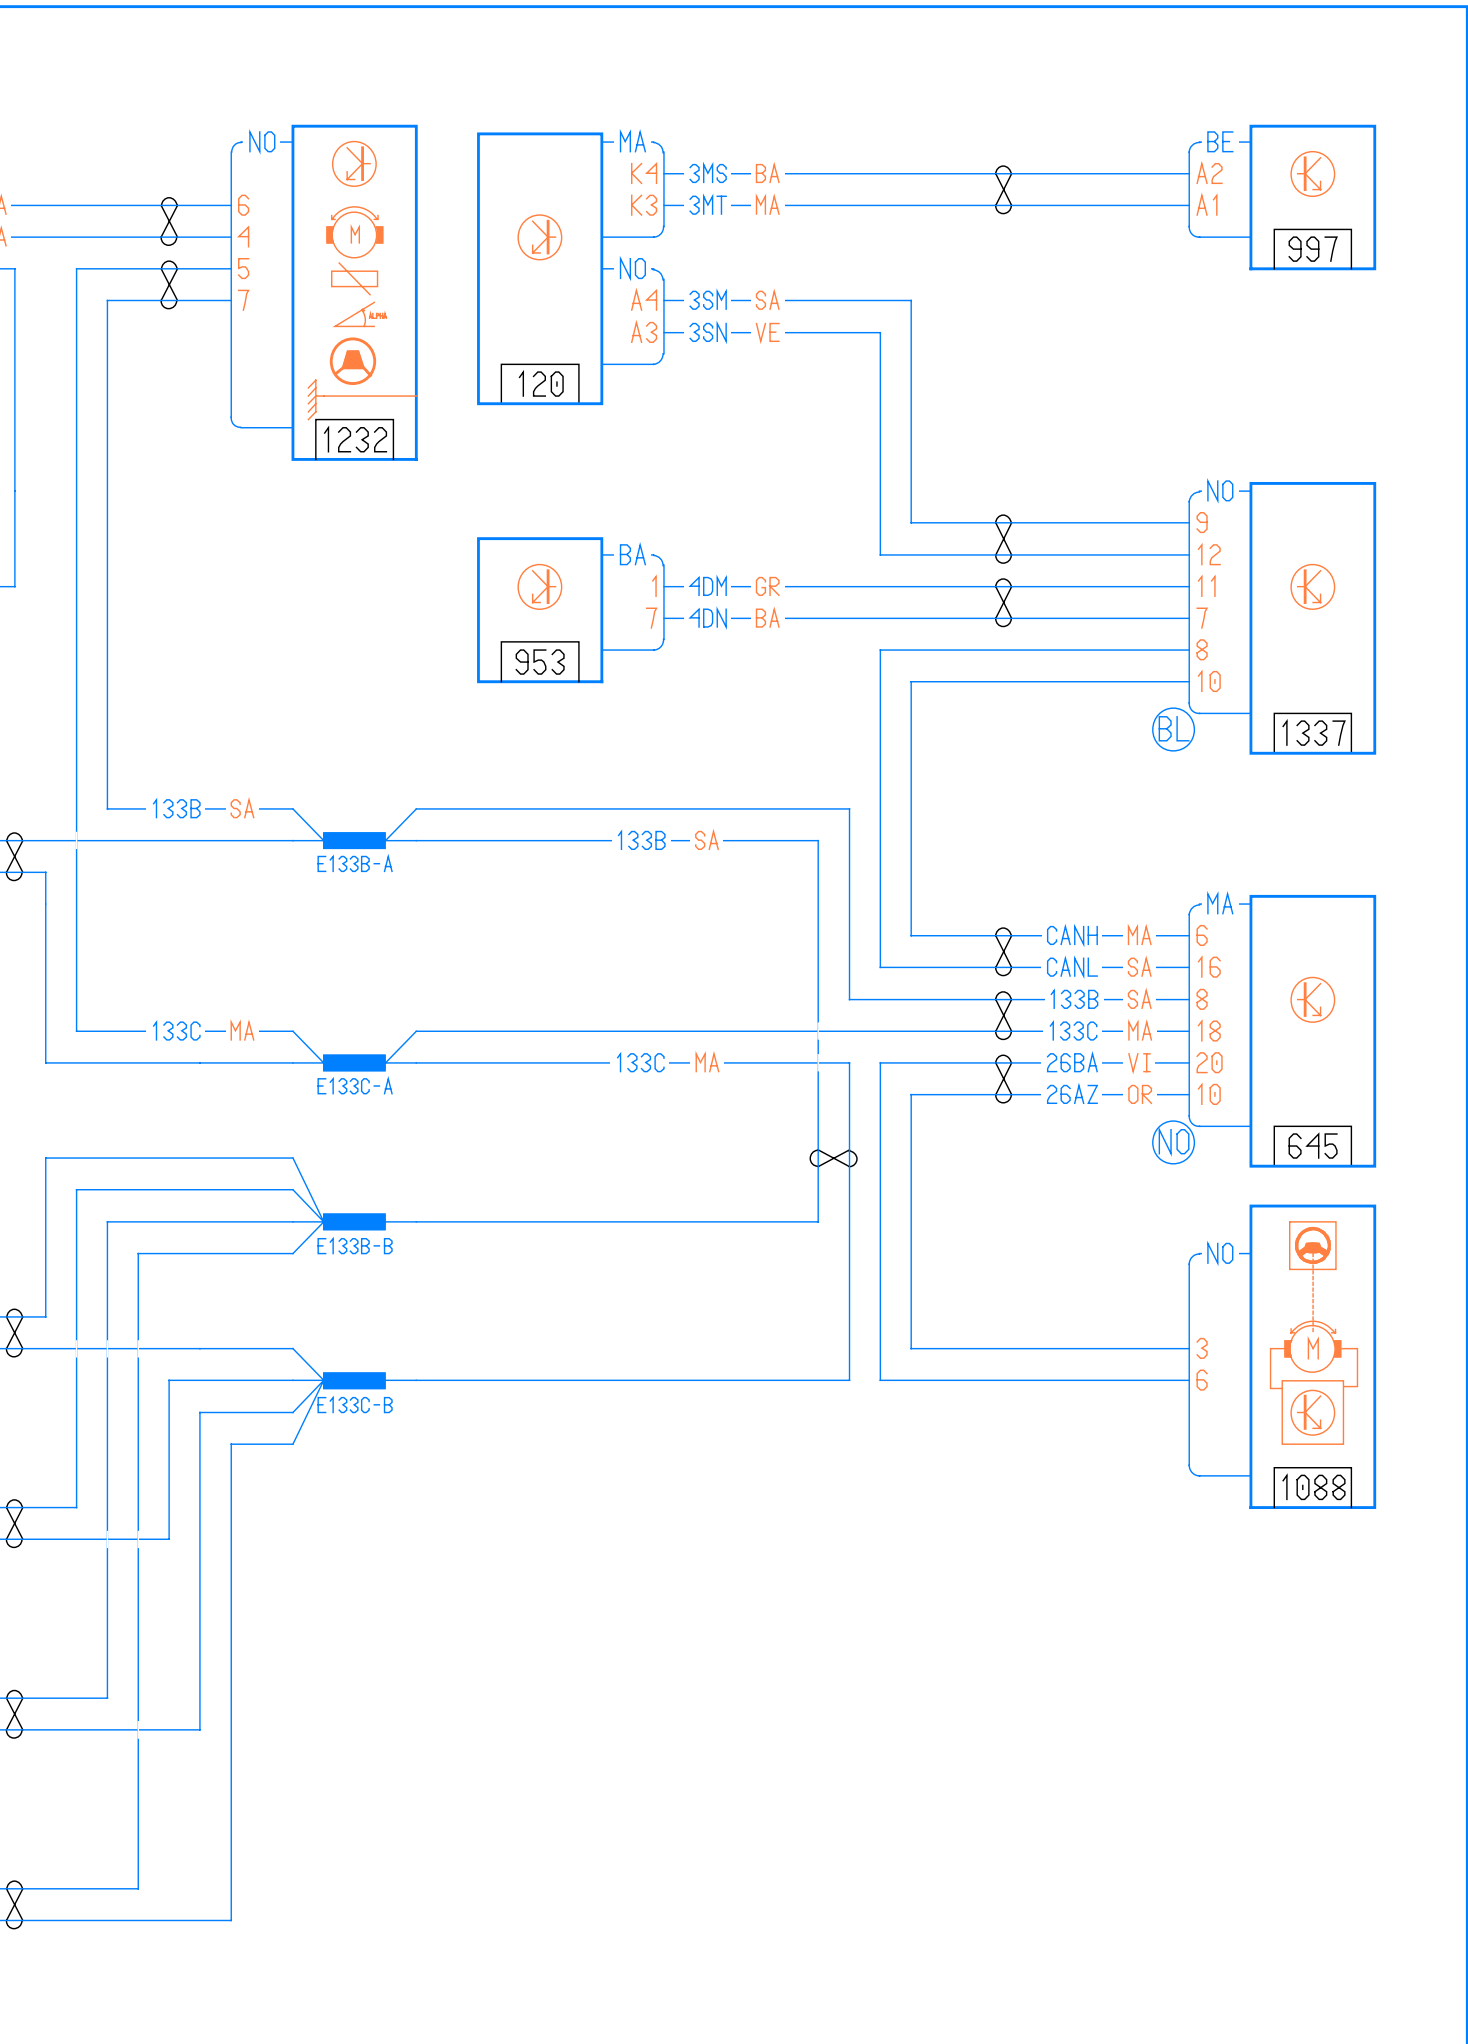 NO
MA
BE
K4 3MS BA A2
K3 3MT MA A1
6
4
5
7
M
ALPHA
997
NO
A4 3SM SA
A3 3SN VE
120
1232
NO
9
12
BA
1 4DM GR 11
7 4DN BA 7
8
10
953
BL
1337
133B SA
133B SA
E133B-A
MA
CANH MA 6
CANL SA 16
133B SA 8
133C MA 133C MA 18
133C MA 26BA VI 20
E133C-A
26AZ OR 10
NO
645
E133B-B
NO
3
M
6
E133C-B
1088